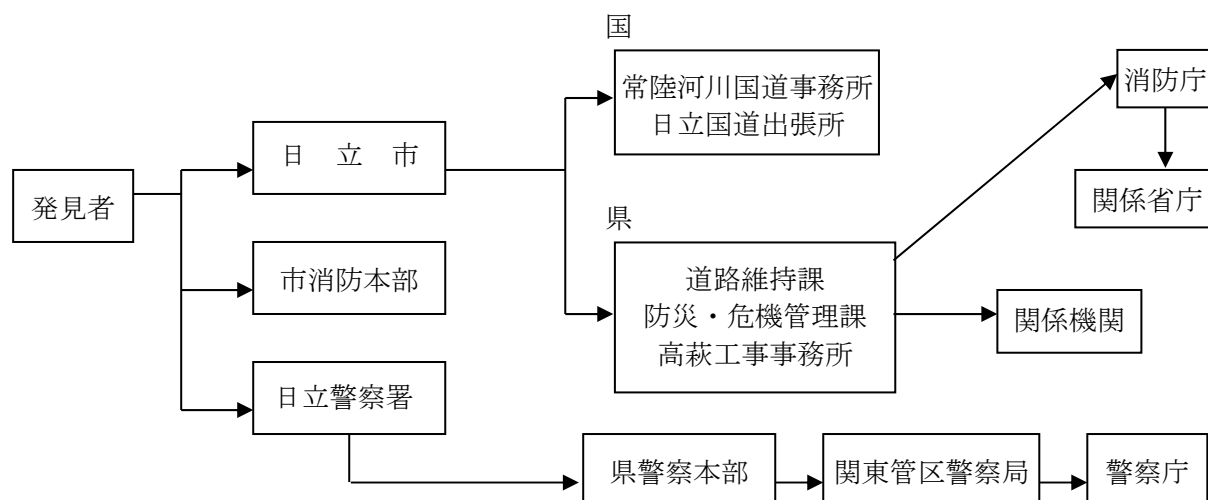 国
常陸河川国道事務所
日立国道出張所
消防庁
関係省庁
日　立　市
発見者
市消防本部
県
道路維持課
防災・危機管理課
高萩工事事務所
関係機関
日立警察署
県警察本部
関東管区警察局
警察庁